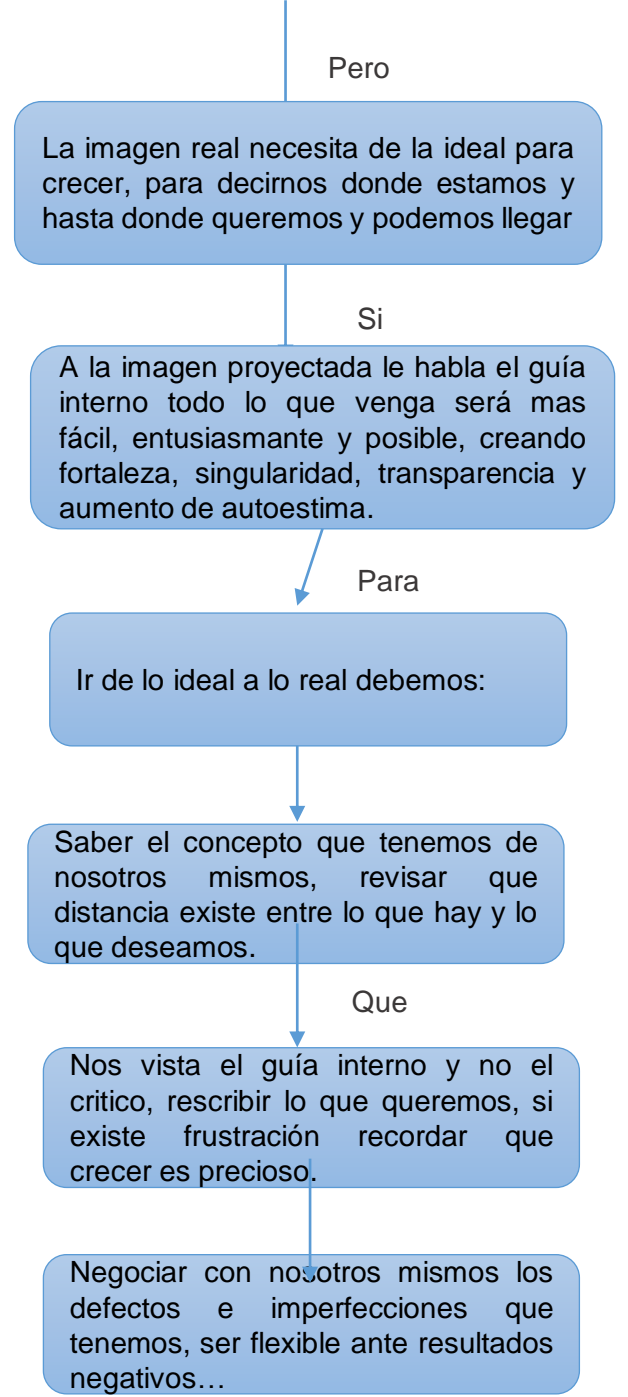 Pero
La imagen real necesita de la ideal para
crecer, para decirnos donde estamos y
hasta donde queremos y podemos llegar
Si
A la imagen proyectada le habla el guía
interno todo lo que venga será mas
fácil, entusiasmante y posible, creando
fortaleza, singularidad, transparencia y
aumento de autoestima.
Para
Ir de lo ideal a lo real debemos:
Saber el concepto que tenemos de
nosotros mismos, revisar que
distancia existe entre lo que hay y lo
que deseamos.
Que
Nos vista el guía interno y no el
critico, rescribir lo que queremos, si
existe frustración recordar que
crecer es precioso.
Negociar con nosotros mismos los
defectos e imperfecciones que
tenemos, ser flexible ante resultados
negativos…